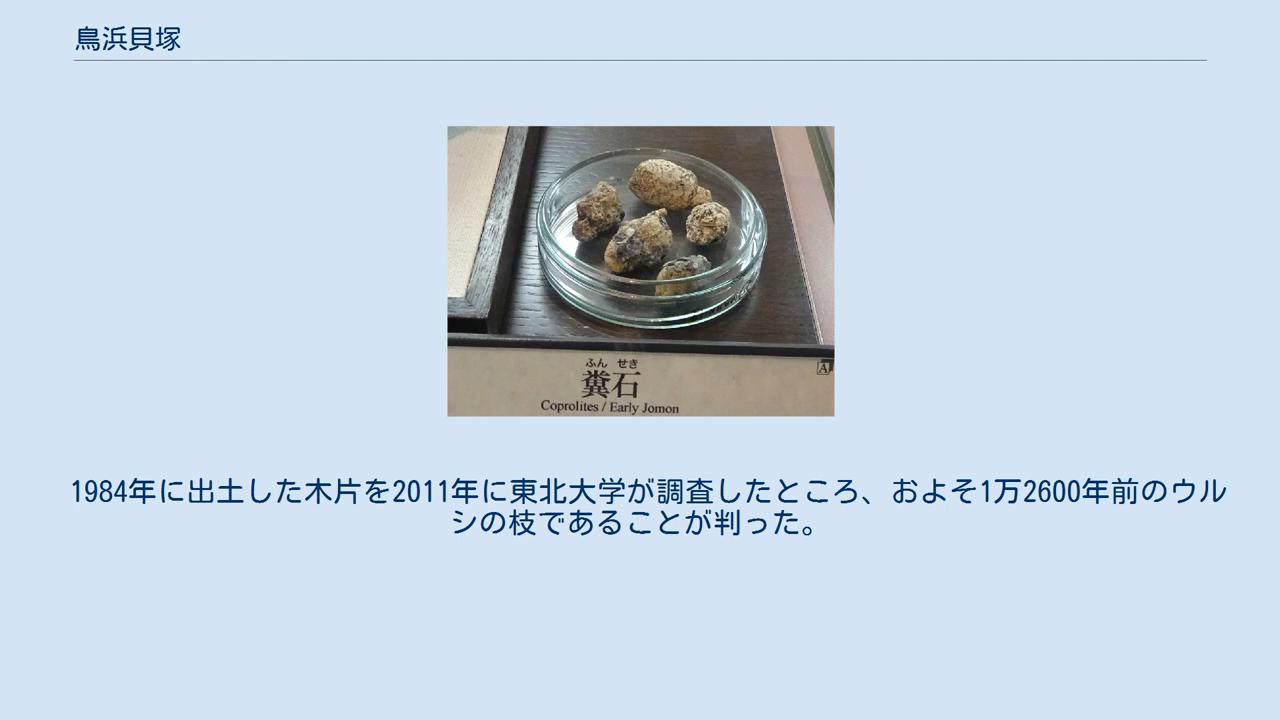 鳥浜貝塚
ふん せき
糞石
Coprolites / Early Jomon
A
1984年に出土した木片を2011年に東北大学が調査したところ、およそ1万2600年前のウル
シの枝であることが判った。